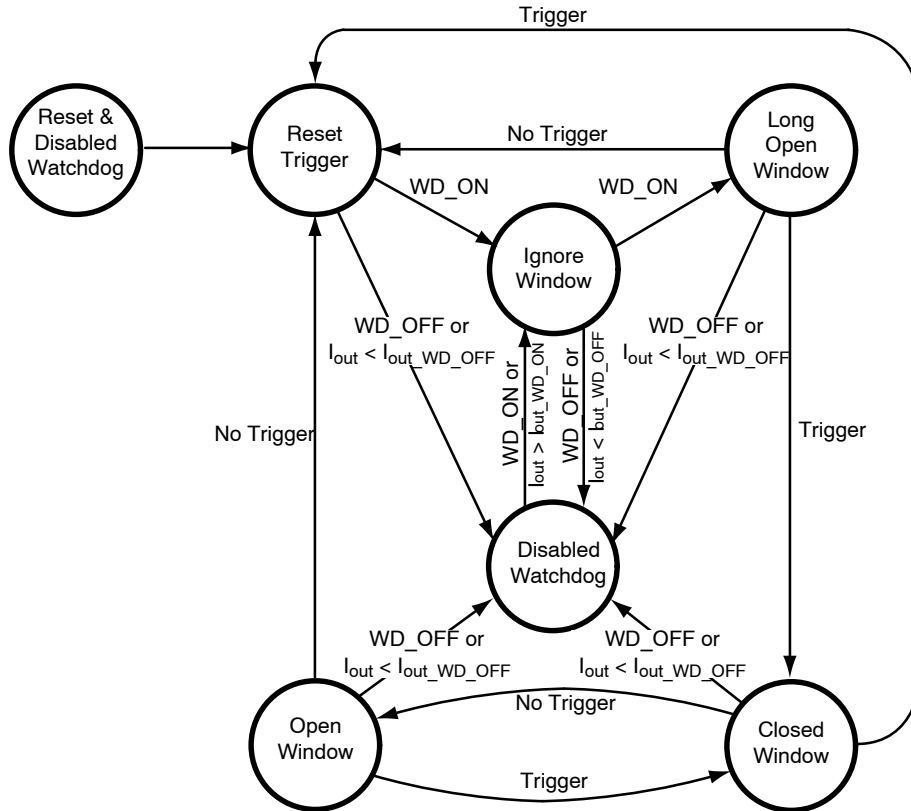 Trigger
Reset &
Disabled
Watchdog
Reset
Trigger
No Trigger
Long
Open
Window
WD_ON
WD_ON
Ignore
Window
WD_OFF or
Iout < Iout_WD_OFF
WD_ON or
Iout > Iout_WD_ON
WD_OFF or
Iout < Iout_WD_OFF
WD_OFF or
Iout < Iout_WD_OFF
No Trigger
Trigger
Disabled
Watchdog
WD_OFF or
Iout < Iout_WD_OFF
WD_OFF or
Iout < Iout_WD_OFF
No Trigger
Open
Window
Closed
Window
Trigger